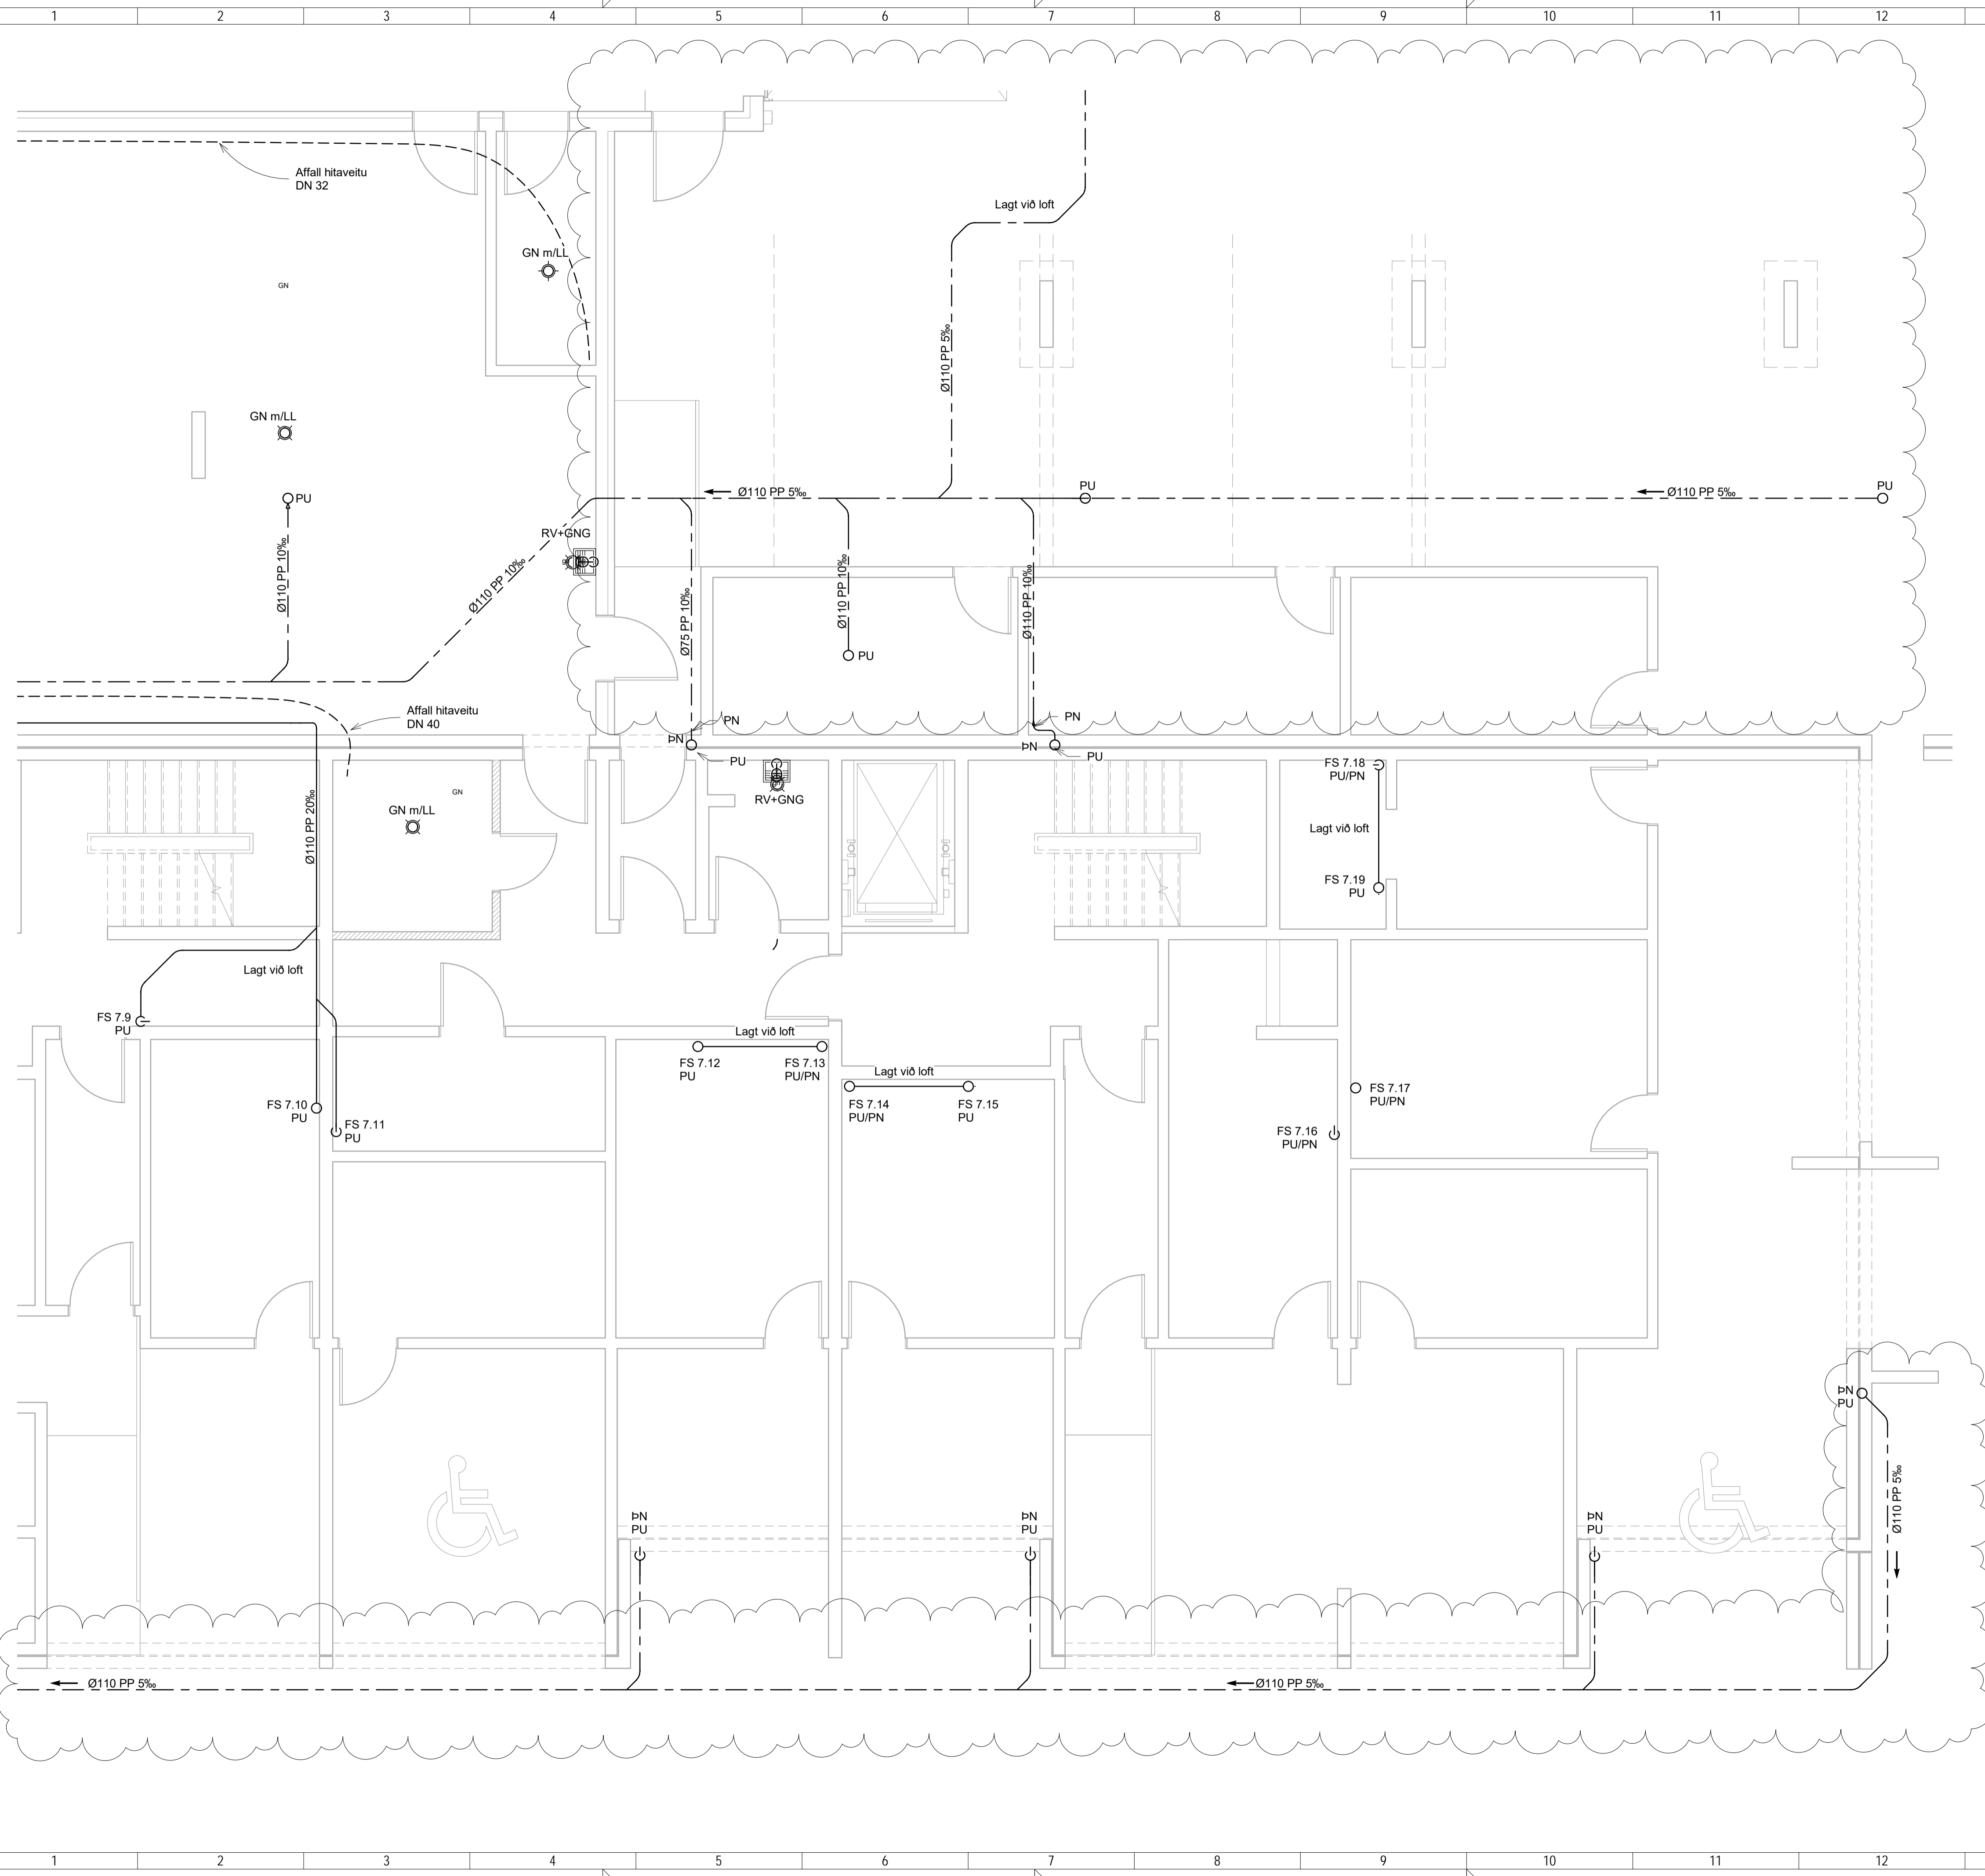 1 2 3 4 5 6 7 8 9 10 11 12
Affall hitaveitu
DN 32
Lagt við loft
GN m/LL
GN
Ø110 PP 5‰
GN m/LL
PU
Ø110 PP 5‰
PU
Ø110 PP 5‰
PU
RV+GNG
Ø110 PP 10‰
Ø110 PP 10‰
Ø75 PP 10‰
Ø110 PP 10‰
Ø110 PP 10‰
PU
Affall hitaveitu
DN 40
PN
PN
ÞN
ÞN
PU
PU
FS 7.18
PU/PN
GN
RV+GNG
GN m/LL
Ø110 PP 20‰
Lagt við loft
FS 7.19
PU
Lagt við loft
FS 7.9
PU
Lagt við loft
FS 7.12
PU
FS 7.13
PU/PN
Lagt við loft
FS 7.14
PU/PN
FS 7.15
PU
FS 7.17
PU/PN
FS 7.10
PU
FS 7.11
PU
FS 7.16
PU/PN
ÞN
PU
Ø110 PP 5‰
ÞN
PU
ÞN
PU
ÞN
PU
Ø110 PP 5‰
Ø110 PP 5‰
1 2 3 4 5 6 7 8 9 10 11 12